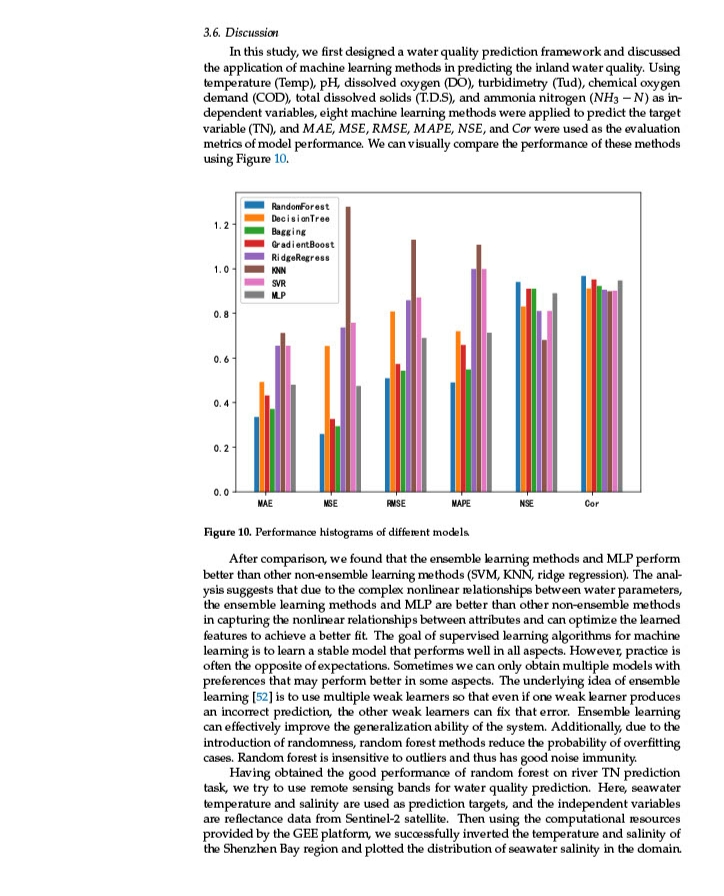 3.6. Discussion
In this study, we first designed a water quality prediction framework and discussed
the application of machine learning methods in predicting the inland water quality. Using
temperature (Temp), pH, dissolved oxygen (DO), turbidimetry (Tud), chemical oxygen
demand (COD), total dissolved solids (T.D.S), and ammonia nitrogen (NH3 − N) as in-
dependent variables, eight machine learning methods were applied to predict the target
variable (TN), and MAE, MSE, RMSE, MAPE, NSE, and Cor were used as the evaluation
metrics of model performance. We can visually compare the performance of these methods
using Figure 10.
RandomForest
DecisionTree
Bagging
GradientBoost
RidgeRegress
KNN
SVR
MLP
1.2
1.0
0.8
0.6
0.4
0.2
0.0
MAE MSE RMSE MAPE NSE Cor
Figure 10. Performance histograms of different models.
After comparison, we found that the ensemble learning methods and MLP perform
better than other non-ensemble learning methods (SVM, KNN, ridge regression). The anal-
ysis suggests that due to the complex nonlinear relationships between water parameters,
the ensemble learning methods and MLP are better than other non-ensemble methods
in capturing the nonlinear relationships between attributes and can optimize the learned
features to achieve a better fit. The goal of supervised learning algorithms for machine
learning is to learn a stable model that performs well in all aspects. However, practice is
often the opposite of expectations. Sometimes we can only obtain multiple models with
preferences that may perform better in some aspects. The underlying idea of ensemble
learning [52] is to use multiple weak learners so that even if one weak learner produces
an incorrect prediction, the other weak learners can fix that error. Ensemble learning
can effectively improve the generalization ability of the system. Additionally, due to the
introduction of randomness, random forest methods reduce the probability of overfitting
cases. Random forest is insensitive to outliers and thus has good noise immunity.
Having obtained the good performance of random forest on river TN prediction
task, we try to use remote sensing bands for water quality prediction. Here, seawater
temperature and salinity are used as prediction targets, and the independent variables
are reflectance data from Sentinel-2 satellite. Then using the computational resources
provided by the GEE platform, we successfully inverted the temperature and salinity of
the Shenzhen Bay region and plotted the distribution of seawater salinity in the domain.